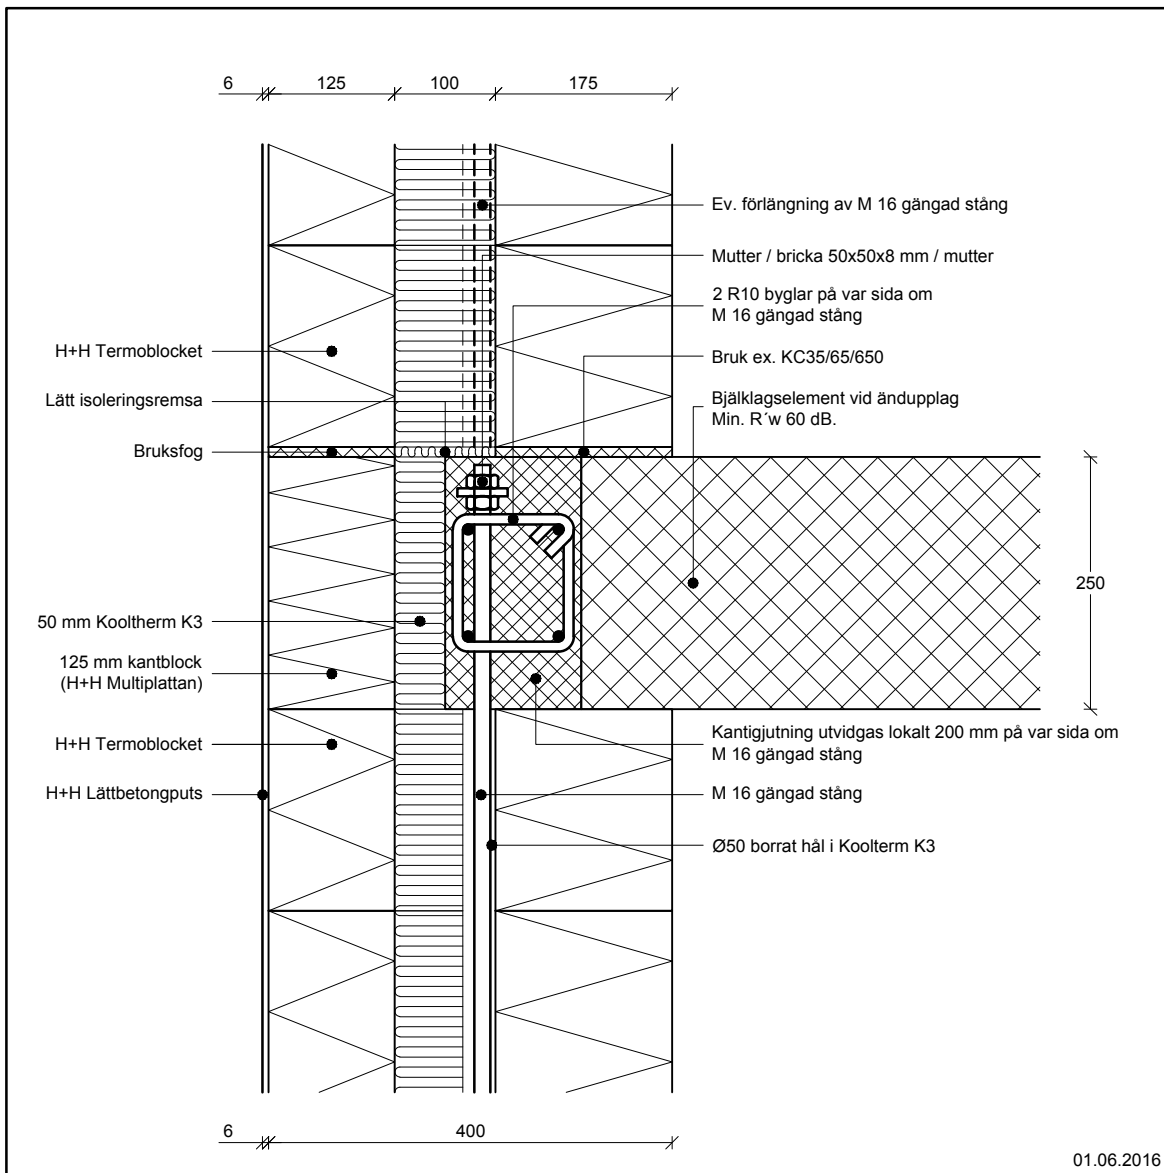 6 125 100 175
Ev. förlängning av M 16 gängad stång
Mutter / bricka 50x50x8 mm / mutter
2 R10 byglar på var sida om
M 16 gängad stång
H+H Termoblocket
Bruk ex. KC35/65/650
Lätt isoleringsremsa
Bjälklagselement vid ändupplag
Min. R´w 60 dB.
Bruksfog
250
50 mm Kooltherm K3
125 mm kantblock
(H+H Multiplattan)
Kantigjutning utvidgas lokalt 200 mm på var sida om
M 16 gängad stång
H+H Termoblocket
H+H Lättbetongputs
M 16 gängad stång
Ø50 borrat hål i Koolterm K3
6 400
01.06.2016